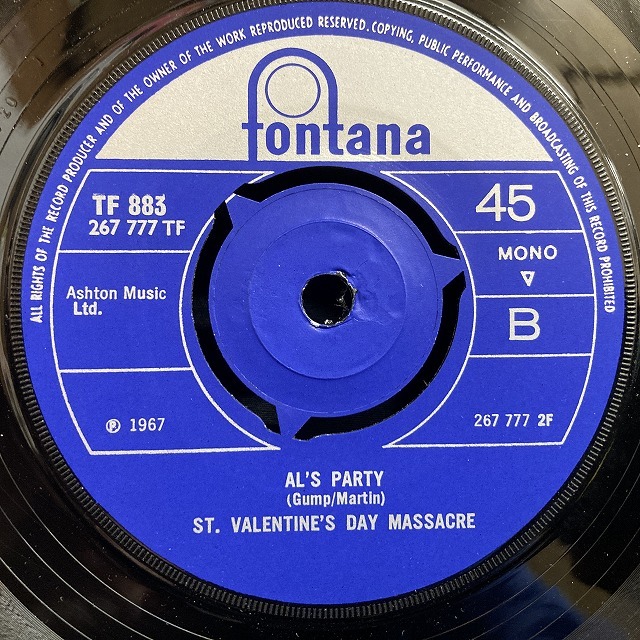 ALL RIGHTS OF THE RECORD PRODUCER AND OF THE OWNER OF THE WORK REPRODUCED RESERVED. COPYING, PUBLIC PERFORMANCE AND BROADCASTING OF THIS RECORD PROHIBITED
fontana
TF 883
267 777 TF
45
MONO
Ashton Music
Ltd.
B
℗ 1967
267 777 2F
AL'S PARTY
(Gump/Martin)
ST. VALENTINE'S DAY MASSACRE